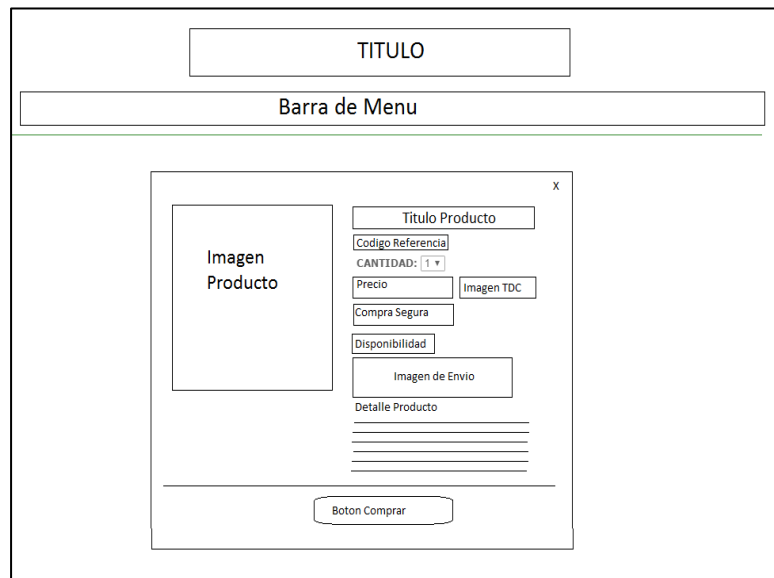 TITULO
Barra de Menu
X
Titulo Producto
Codigo Referencia
Imagen
Producto
CANTIDAD: 1
Precio
Imagen TDC
Compra Segura
Disponibilidad
Imagen de Envio
Detalle Producto
Boton Comprar